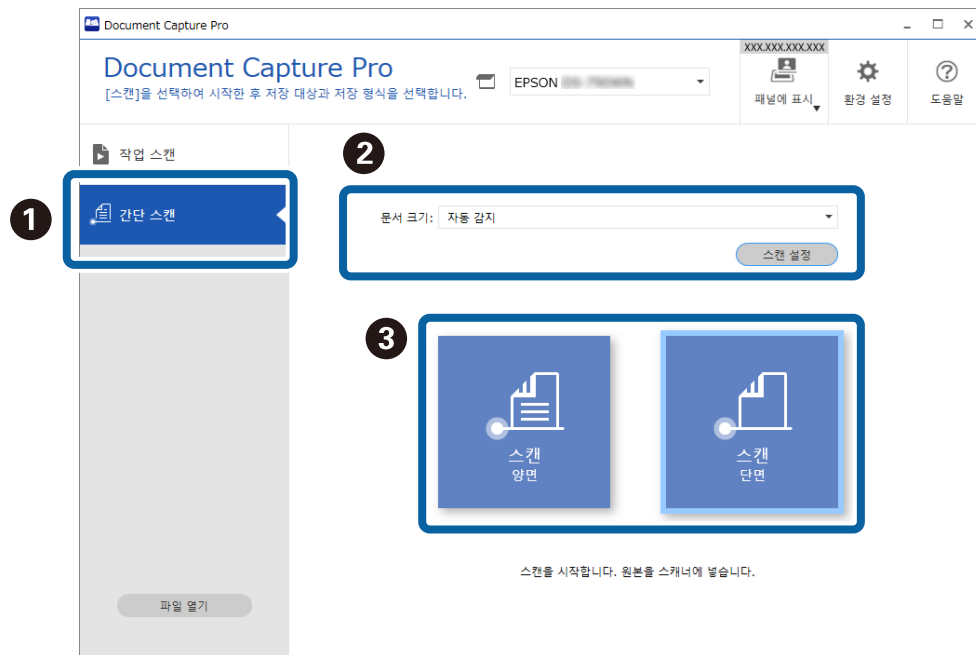 Document Capture Pro
Document Capture Pro
[스캔]을 선택하여 시작한 후 저장 대상과 저장 형식을 선택합니다.
EPSON
XXX.XXX.XXX.XXX
패널에 표시
환경 설정
도움말
작업 스캔
1
간단 스캔
2
문서 크기: 자동 감지
스캔 설정
3
스캔
양면
스캔
단면
스캔을 시작합니다. 원본을 스캐너에 넣습니다.
파일 열기